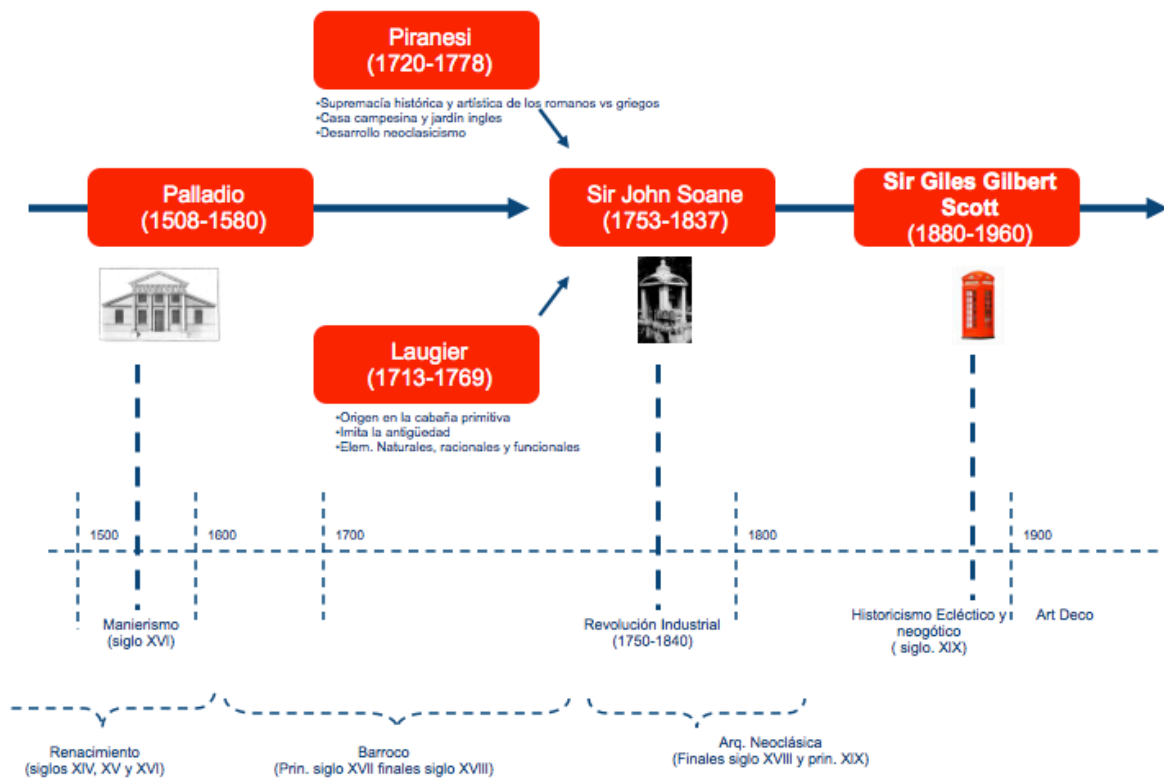 Piranesi
(1720-1778)
•Supremacía histórica y artística de los romanos vs griegos
•Casa campesina y jardín ingles
•Desarrollo neoclasicismo
Palladio
(1508-1580)
Sir John Soane
(1753-1837)
Sir Giles Gilbert
Scott
(1880-1960)
Laugier
(1713-1769)
•Origen en la cabaña primitiva
•Imita la antigüedad
•Elem. Naturales, racionales y funcionales
1500
1600
1700
1800
1900
Manierismo
(siglo XVI)
Revolución Industrial
(1750-1840)
Historicismo Ecléctico y
neogótico
( siglo. XIX)
Art Deco
Renacimiento
(siglos XIV, XV y XVI)
Barroco
(Prin. siglo XVII finales siglo XVIII)
Arq. Neoclásica
(Finales siglo XVIII y prin. XIX)